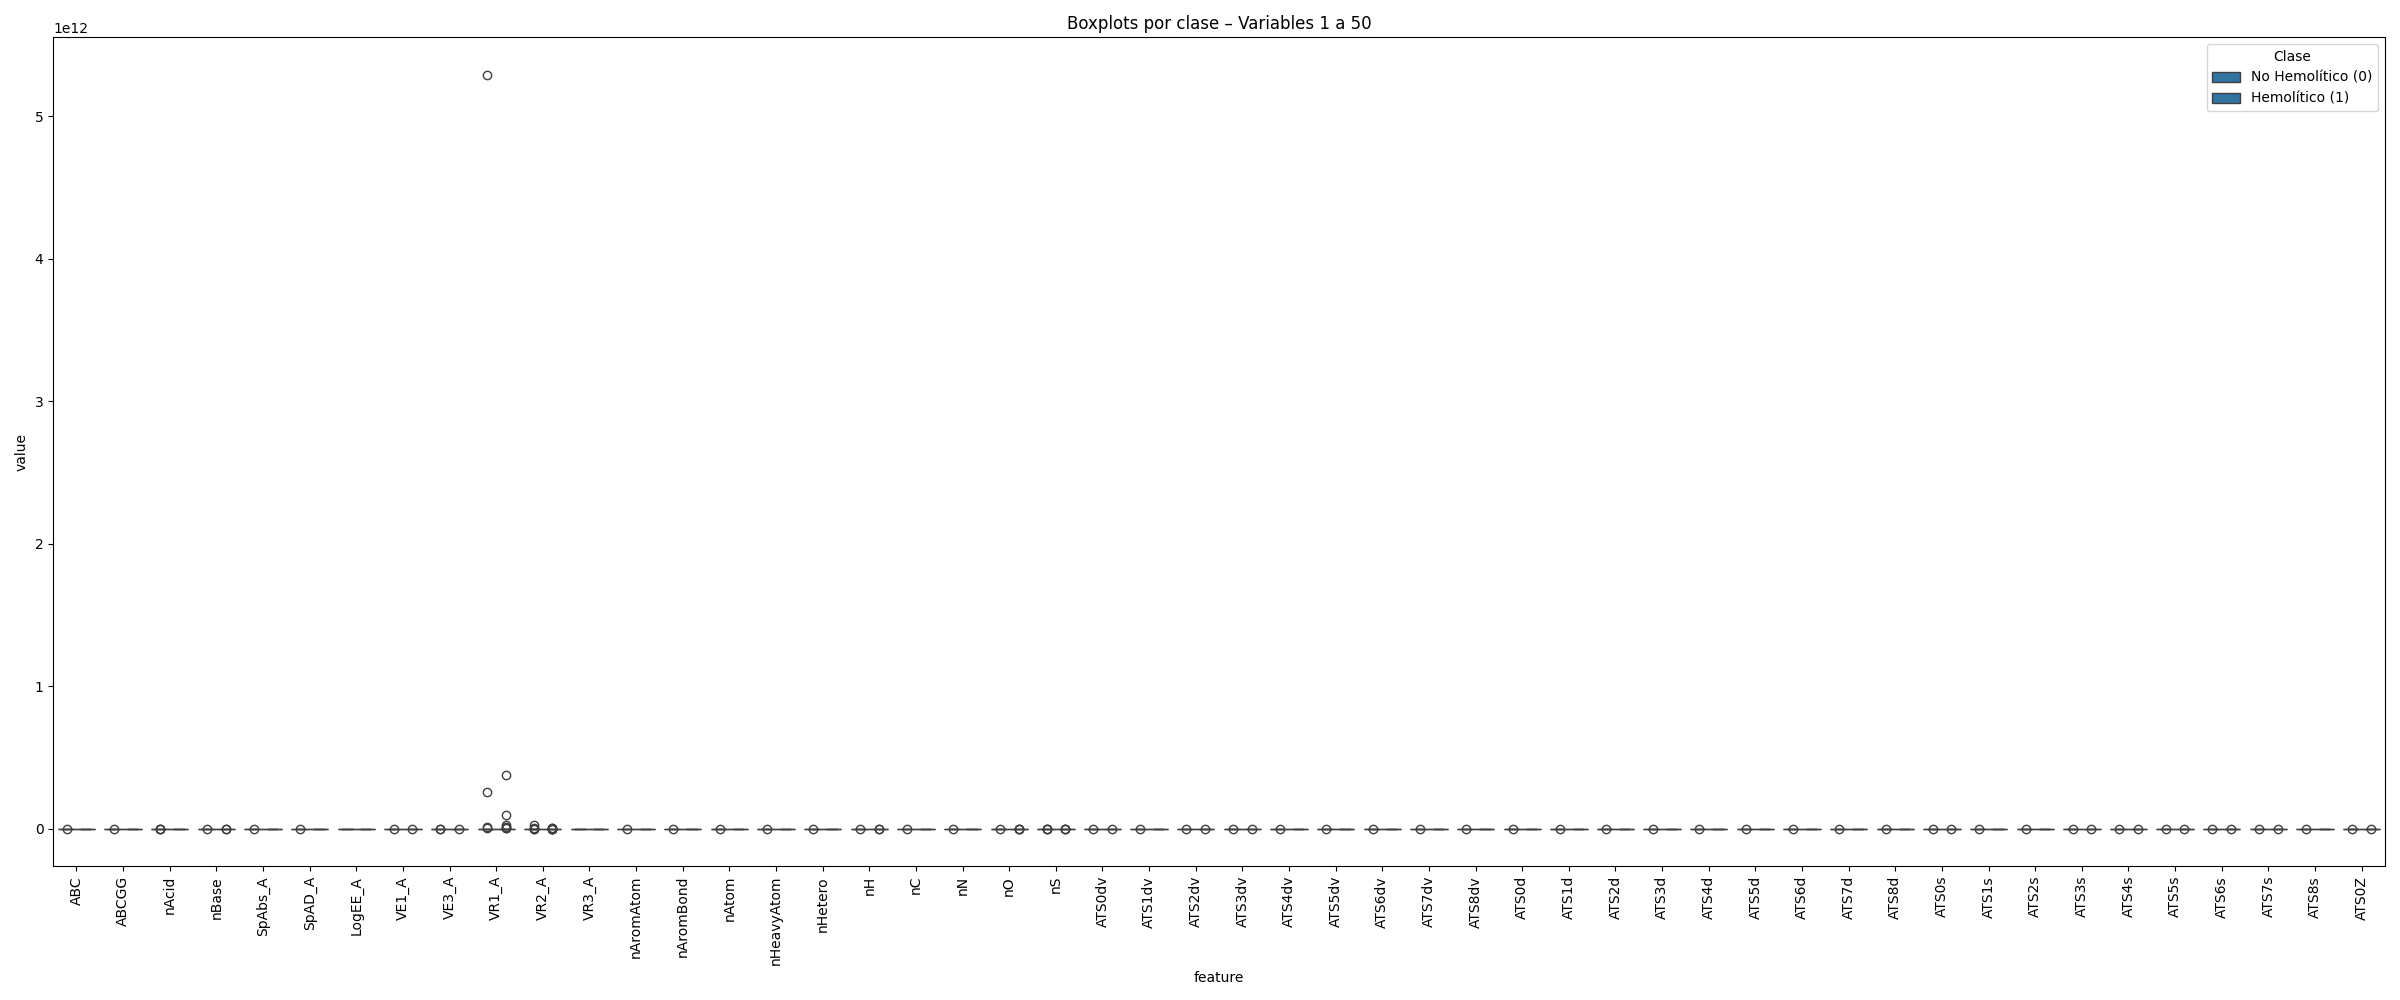 Boxplots por clase – Variables 1 a 50
1e12
Clase
No Hemolítico (0)
Hemolítico (1)
5
4
3
2
1
0
value
ABC
ABCGG
nAcid
nBase
SpAbs_A
SpAD_A
LogEE_A
VE1_A
VE3_A
VR1_A
VR2_A
VR3_A
nAromAtom
nAromBond
nAtom
nHeavyAtom
nHetero
nH
nC
nN
nO
nS
ATS0dv
ATS1dv
ATS2dv
ATS3dv
ATS4dv
ATS5dv
ATS6dv
ATS7dv
ATS8dv
ATS0d
ATS1d
ATS2d
ATS3d
ATS4d
ATS5d
ATS6d
ATS7d
ATS8d
ATS0s
ATS1s
ATS2s
ATS3s
ATS4s
ATS5s
ATS6s
ATS7s
ATS8s
ATS0Z
feature